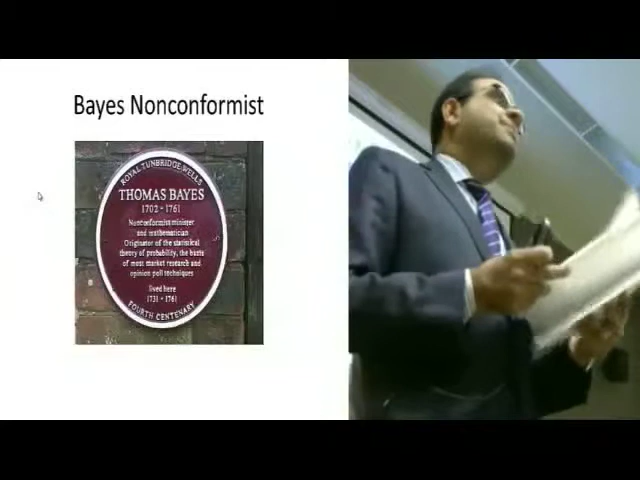 Bayes Nonconformist
ROYAL TUNBRIDGE WELLS
THOMAS BAYES
1702 - 1761
Nonconformist minister
and mathematician
Originator of the statistical
theory of probability, the basis
of most market research and
opinion poll techniques
lived here
1731 - 1761
FOURTH CENTENARY